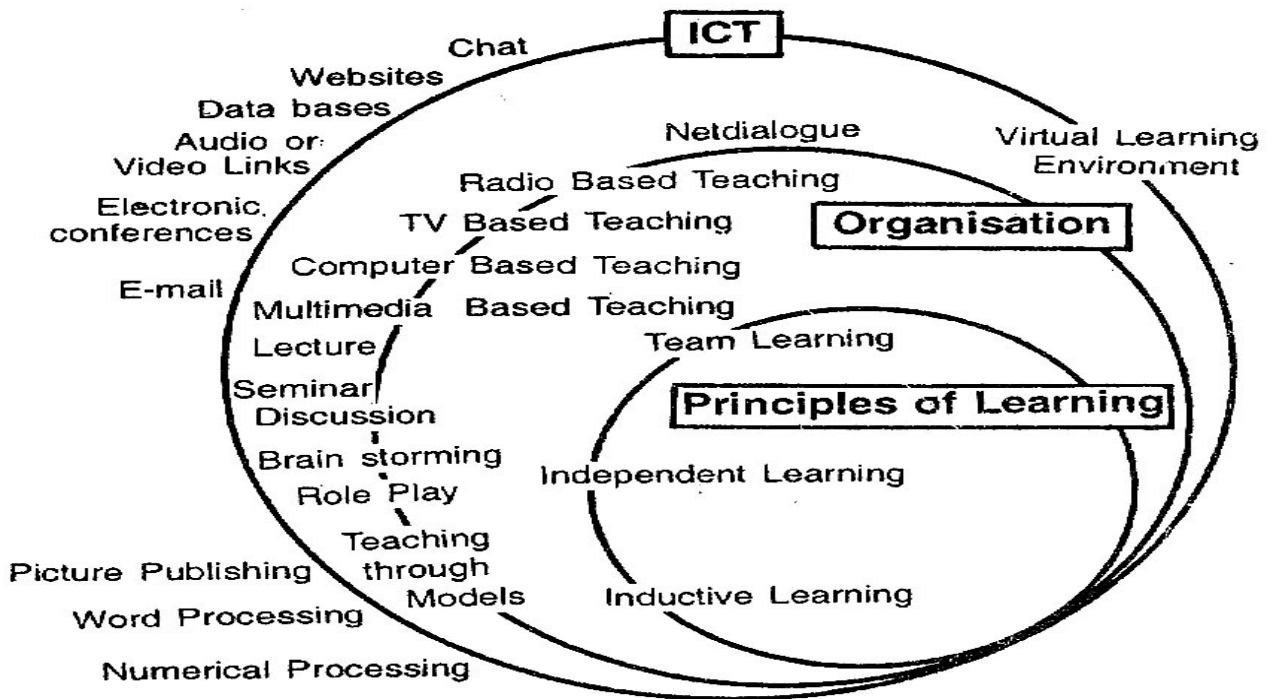 ICT
Chat
Websites
Data bases
Audio or
Video Links
Electronic
conferences
E-mail
Picture Publishing
Word Processing
Numerical Processing
Virtual Learning
Environment
Netdialogue
Radio Based Teaching
TV Based Teaching
Computer Based Teaching
Multimedia Based Teaching
Lecture
Seminar
Discussion
Brain storming
Role Play
Teaching
through
Models
Organisation
Team Learning
Principles of Learning
Independent Learning
Inductive Learning